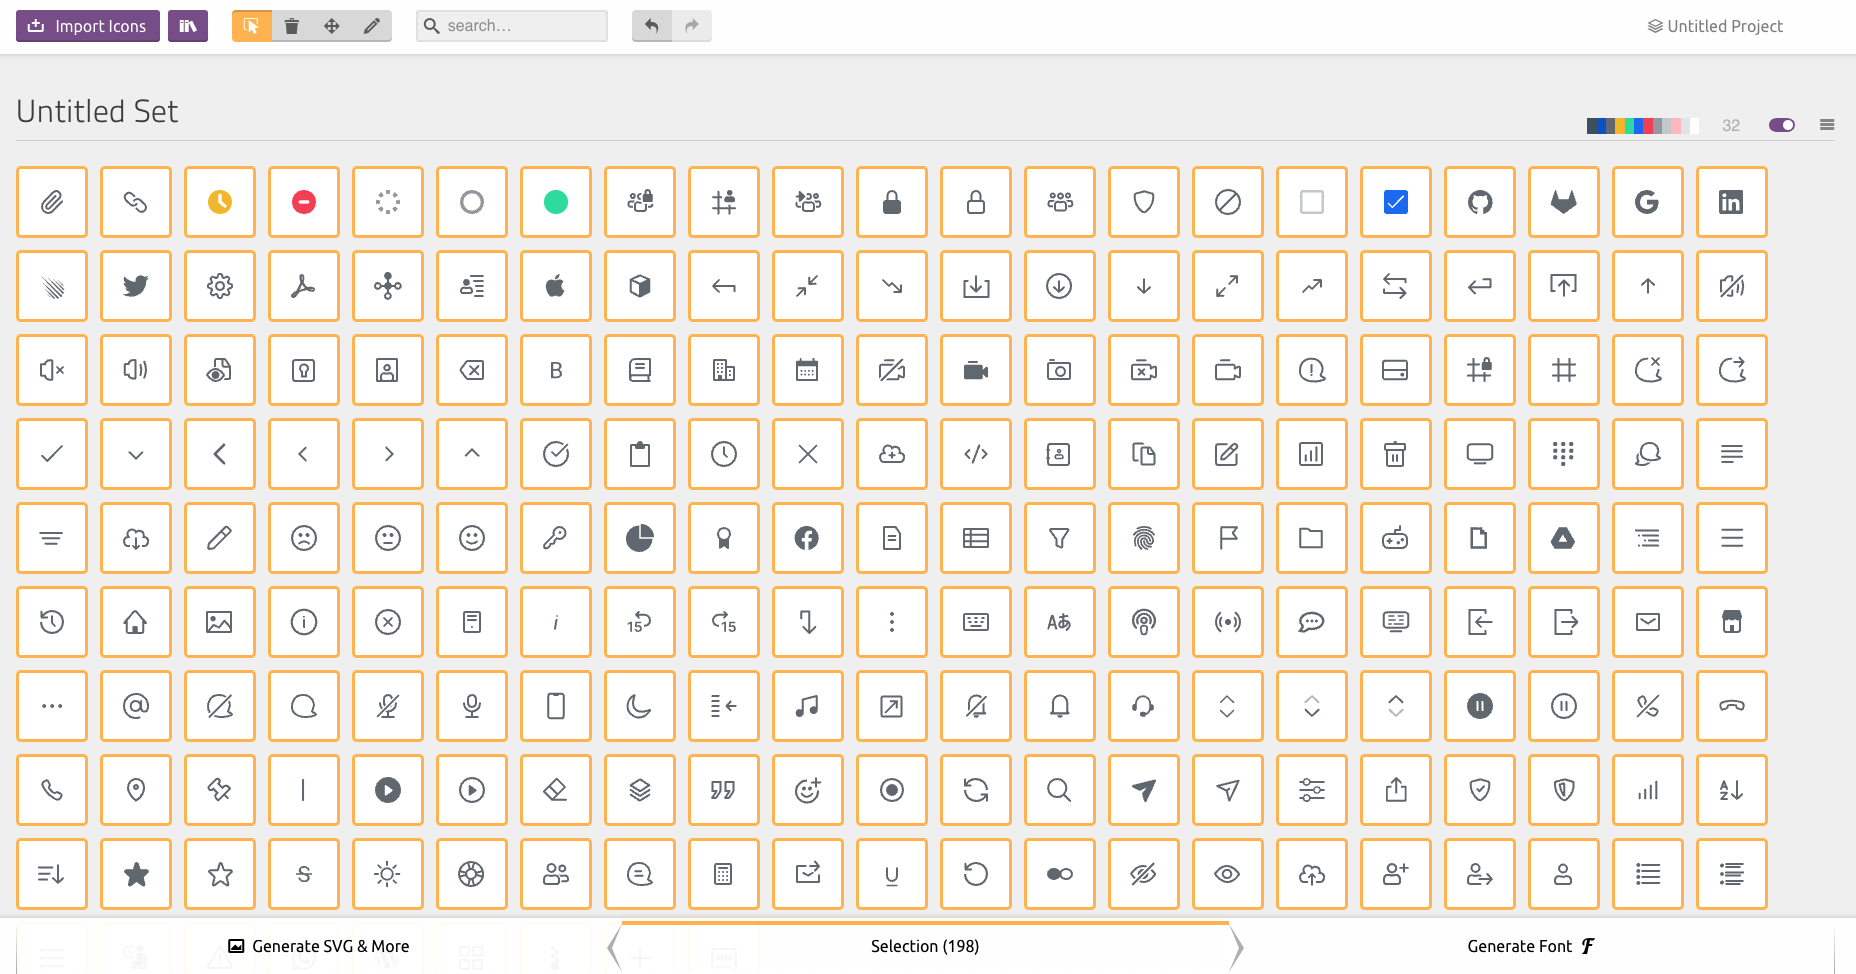 Import Icons
search...
Untitled Project
Untitled Set
32
B
i
15
15
Aあ
S
A
Z
U
Generate SVG & More
Selection (198)
Generate Font